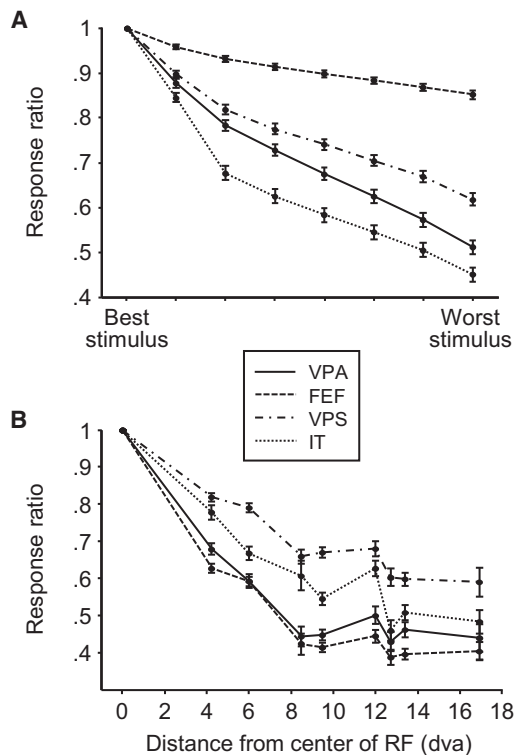 A
1
.9
.8
.7
.6
.5
.4
Response ratio
Best
stimulus
Worst
stimulus
VPA
FEF
VPS
IT
B
1
.9
.8
.7
.6
.5
.4
Response ratio
0 2 4 6 8 10 12 14 16 18
Distance from center of RF (dva)